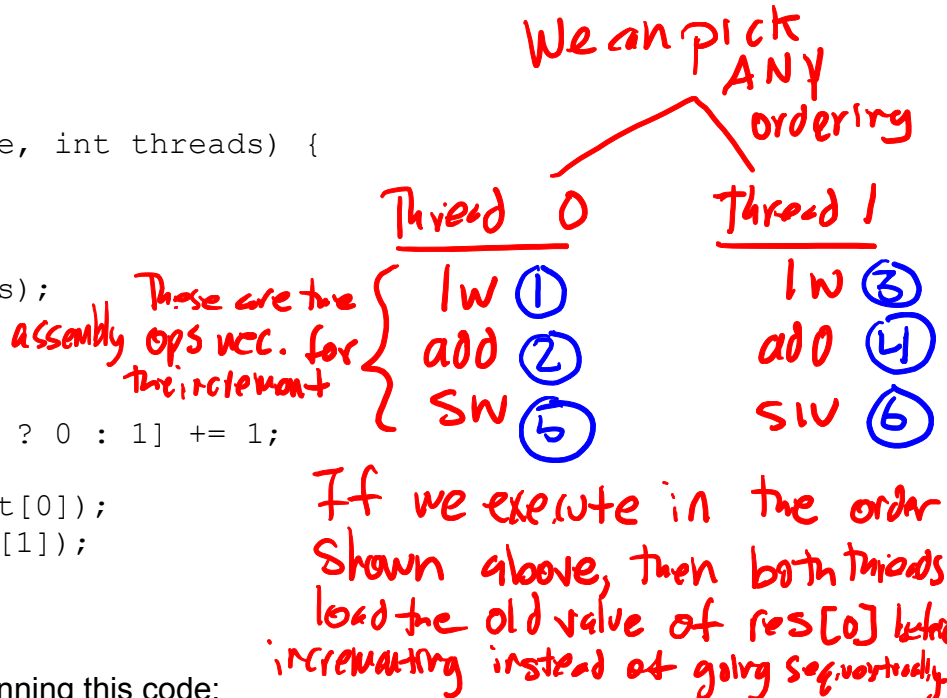 We can pick
ANY
ordering
e, int threads) {
Thread 0 Thread 1
s);
These are the
assembly ops nec. for
the increment
lw ① lw ③
add ② add ④
sw ⑤ sw ⑥
? 0 : 1] += 1;
t[0]);
[1]);
If we execute in the order
shown above, then both threads
load the old value of res[0] before
incrementing instead of going sequentially
nning this code: